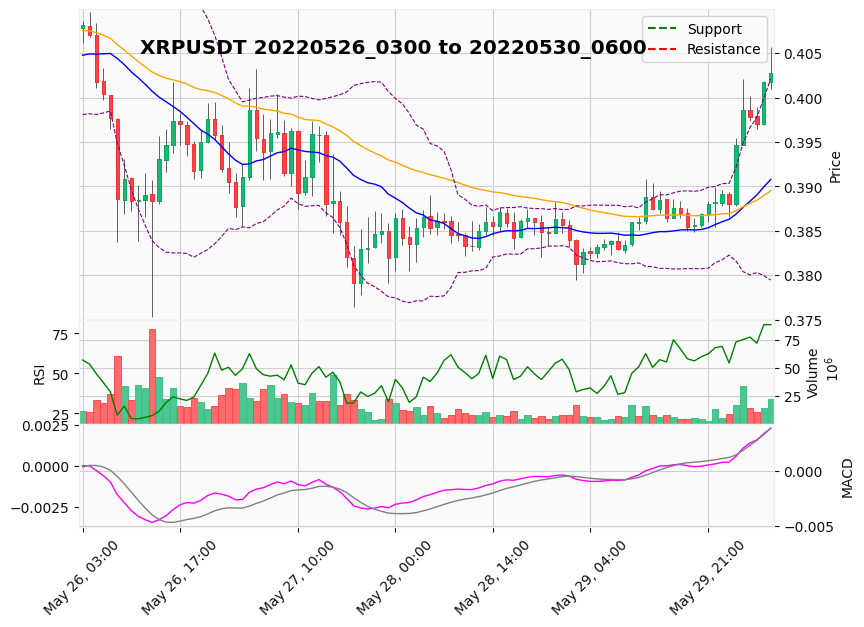 XRPUSDT 20220526_0300 to 20220530_0600
Support
Resistance
0.405
0.400
0.395
0.390
0.385
0.380
0.375
Price
75
50
25
RSI
75
50
25
Volume
10^6
0.0025
0.0000
−0.0025
0.000
−0.005
MACD
May 26, 03:00
May 26, 17:00
May 27, 10:00
May 28, 00:00
May 28, 14:00
May 29, 04:00
May 29, 21:00